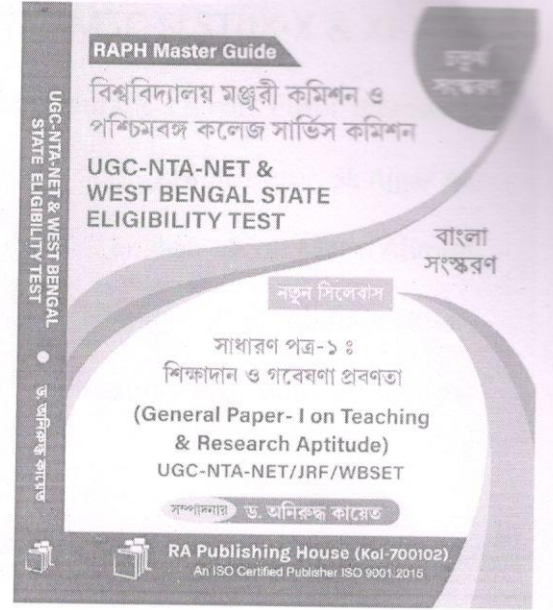 UGC-NTA-NET & WEST BENGAL
STATE ELIGIBILITY TEST
ড. অনিরুদ্ধ কায়েত
RAPH Master Guide
চতুর্থ
সংস্করণ
বিশ্ববিদ্যালয় মঞ্জুরী কমিশন ও
পশ্চিমবঙ্গ কলেজ সার্ভিস কমিশন
UGC-NTA-NET &
WEST BENGAL STATE
ELIGIBILITY TEST
বাংলা
সংস্করণ
নতুন সিলেবাস
সাধারণ পত্র-১ ঃ
শিক্ষাদান ও গবেষণা প্রবণতা
(General Paper- I on Teaching
& Research Aptitude)
UGC-NTA-NET/JRF/WBSET
সম্পাদনায় ড. অনিরুদ্ধ কায়েত
RA Publishing House (Kol-700102)
An ISO Certified Publisher ISO 9001:2015